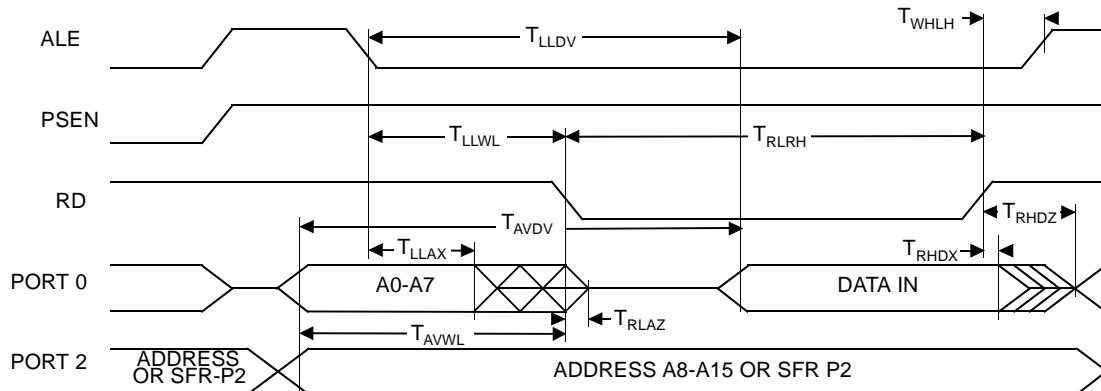 ALE
T_LLDV
T_WHLH
PSEN
T_LLWL
T_RLRH
RD
T_AVDV
T_RHDZ
T_LLAX
T_RHDX
PORT 0
A0-A7
DATA IN
T_RLAZ
T_AVWL
PORT 2
ADDRESS
OR SFR-P2
ADDRESS A8-A15 OR SFR P2